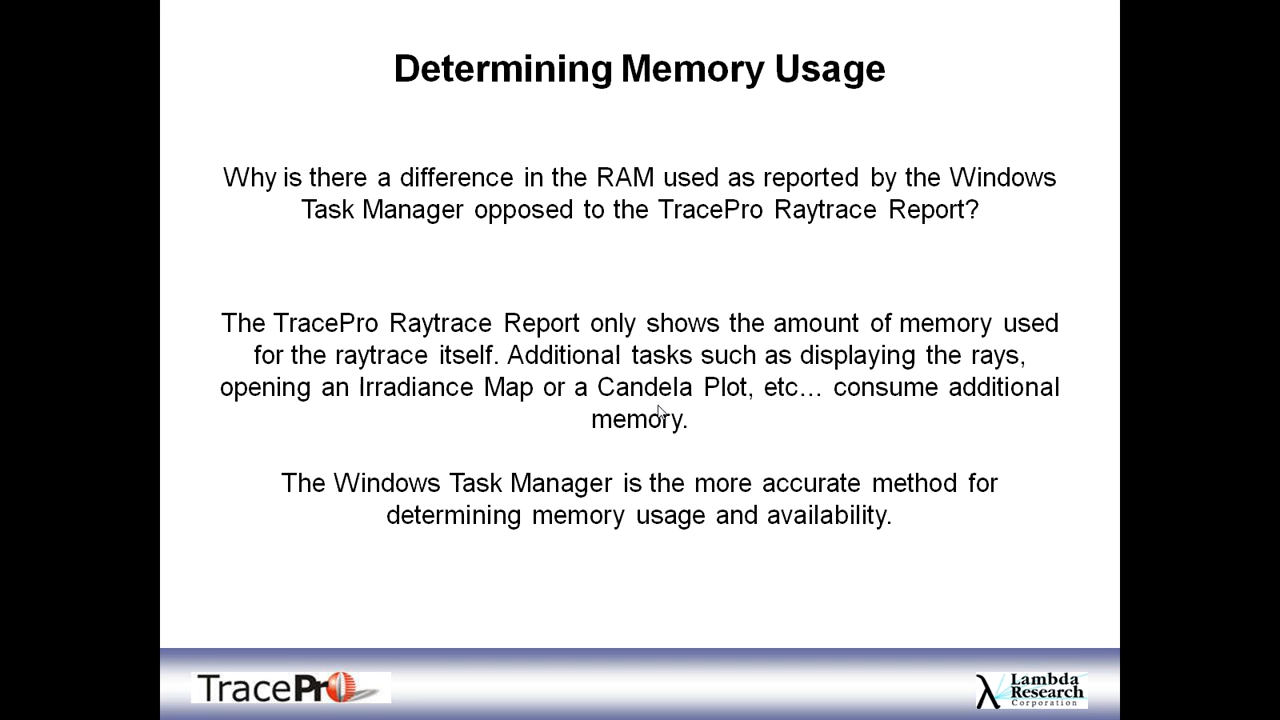 Determining Memory Usage
Why is there a difference in the RAM used as reported by the Windows
Task Manager opposed to the TracePro Raytrace Report?
The TracePro Raytrace Report only shows the amount of memory used
for the raytrace itself. Additional tasks such as displaying the rays,
opening an Irradiance Map or a Candela Plot, etc... consume additional
memory.
The Windows Task Manager is the more accurate method for
determining memory usage and availability.
TracePro
λ Lambda
Research
Corporation